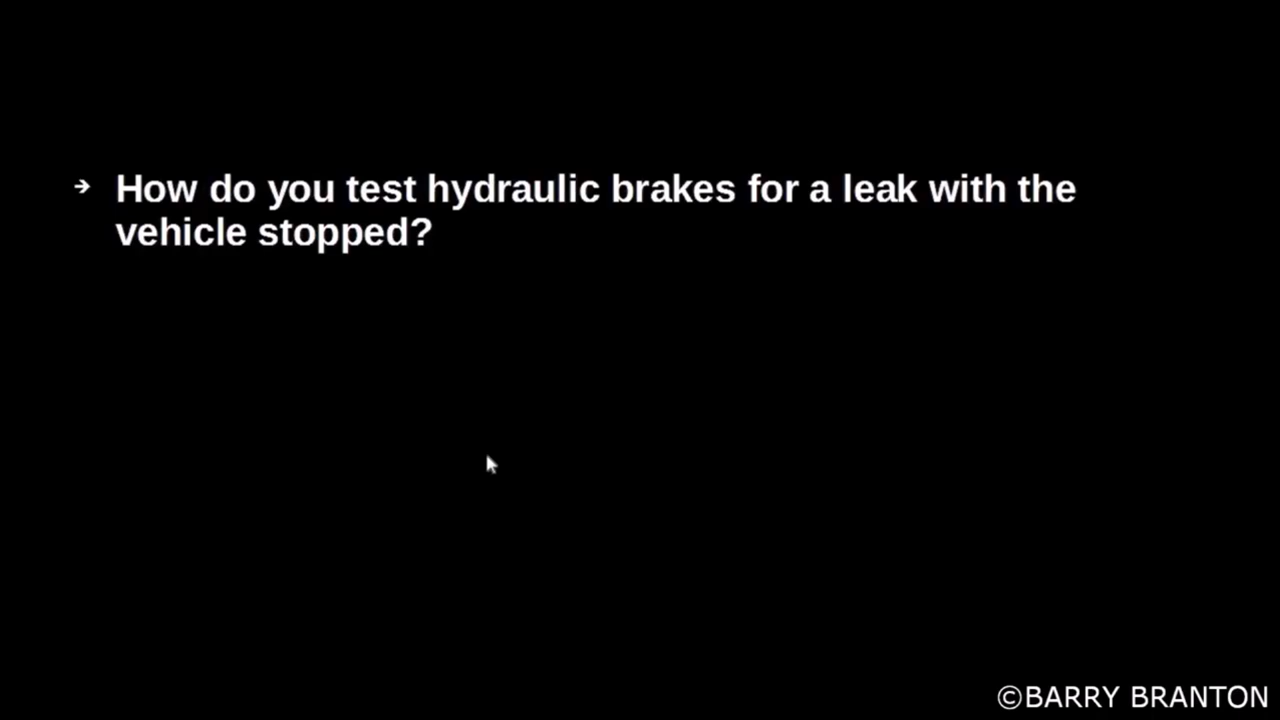 → How do you test hydraulic brakes for a leak with the
vehicle stopped?
©BARRY BRANTON